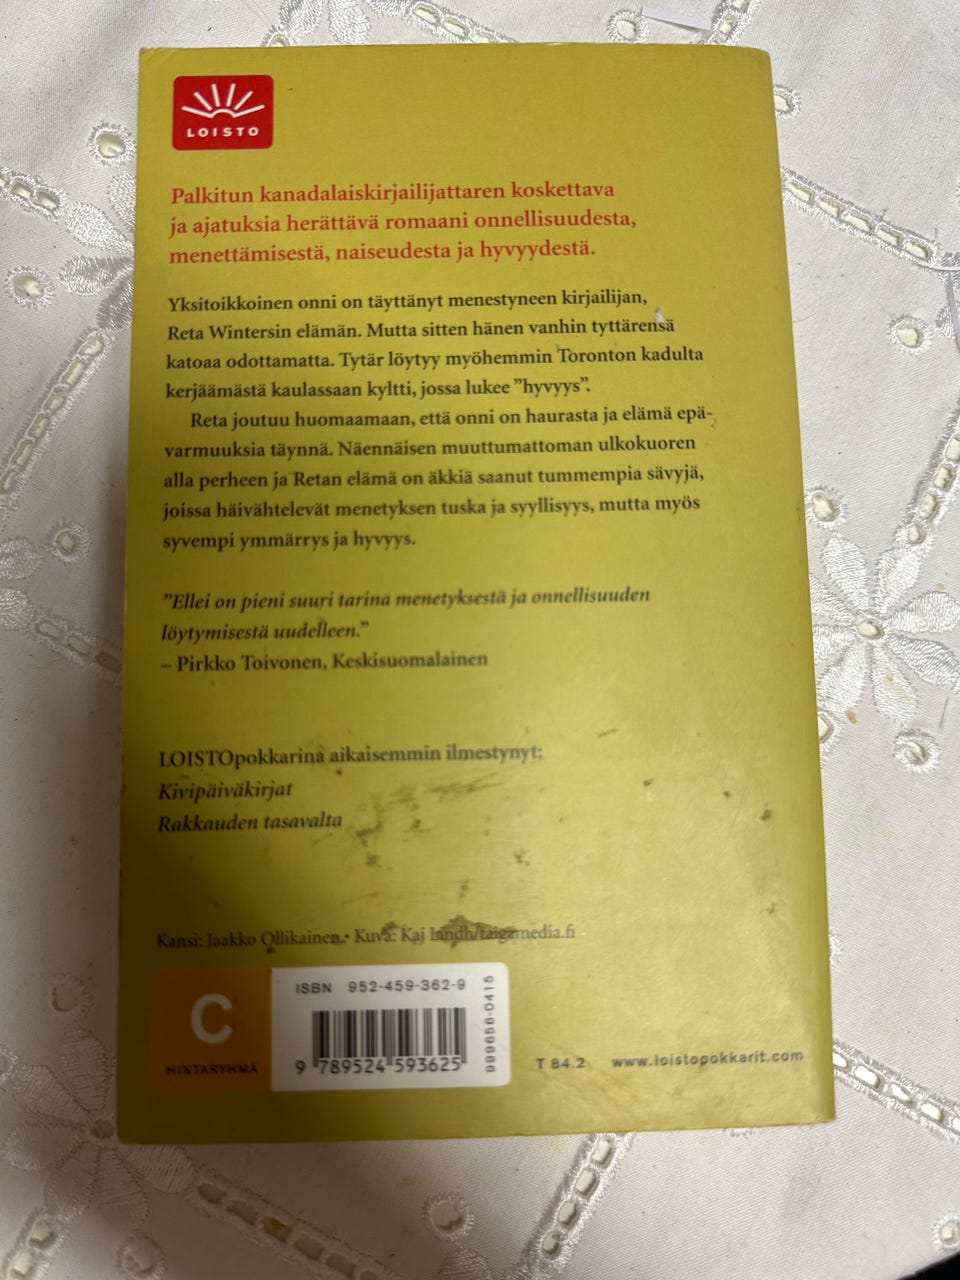 LOISTO
Palkitun kanadalaiskirjailijattaren koskettava
ja ajatuksia herättävä romaani onnellisuudesta,
menettämisestä, naiseudesta ja hyvyydestä.
Yksitoikkoinen onni on täyttänyt menestyneen kirjailijan,
Reta Wintersin elämän. Mutta sitten hänen vanhin tyttärensä
katoaa odottamatta. Tytär löytyy myöhemmin Toronton kadulta
kerjäämästä kaulassaan kyltti, jossa lukee ”hyvyys”.
Reta joutuu huomaamaan, että onni on haurasta ja elämä epä-
varmuuksia täynnä. Näennäisen muuttumattoman ulkokuoren
alla perheen ja Retan elämä on äkkiä saanut tummempia sävyjä,
joissa häivähtelevät menetyksen tuska ja syyllisyys, mutta myös
syvempi ymmärrys ja hyvyys.
”Ellei on pieni suuri tarina menetyksestä ja onnellisuuden
löytymisestä uudelleen.”
– Pirkko Toivonen, Keskisuomalainen
LOISTOpokkarina aikaisemmin ilmestynyt:
Kivipäiväkirjat
Rakkauden tasavalta
Kansi: Jaakko Ollikainen • Kuva: Kaj /taigamedia.fi
C
HINTARYHMÄ
ISBN 952-459-362-9
9 789524 593625
999656-0415
T 84.2 www.loistopokkarit.com